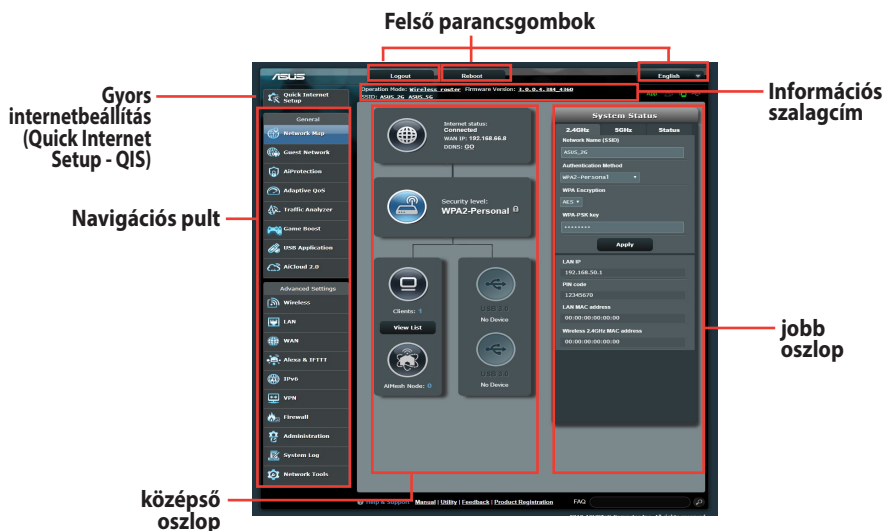 Felső parancsgombok
Gyors
internetbeállítás
(Quick Internet
Setup - QIS)
Navigációs pult
középső
oszlop
Információs
szalagcím
jobb
oszlop
ASUS
Logout
Reboot
English
Operation Mode: Wireless router Firmware Version: 3.0.0.4.384_4360
SSID: ASUS_2G ASUS_5G
Quick Internet
Setup
General
Network Map
Guest Network
AiProtection
Adaptive QoS
Traffic Analyzer
Game Boost
USB Application
AiCloud 2.0
Advanced Settings
Wireless
LAN
WAN
Alexa & IFTTT
IPv6
VPN
Firewall
Administration
System Log
Network Tools
Internet status:
Connected
WAN IP: 192.168.66.8
DDNS: GO
Security level:
WPA2-Personal
Clients: 1
View List
AiMesh Node: 0
USB 3.0
No Device
No Device
System Status
2.4GHz 5GHz Status
Network Name (SSID)
ASUS_2G
Authentication Method
WPA2-Personal
WPA Encryption
AES
WPA-PSK key
••••••••
Apply
LAN IP
192.168.50.1
PIN code
12345670
LAN MAC address
00:00:00:00:00:00
Wireless 2.4GHz MAC address
00:00:00:00:00:00
Help & Support Manual | Utility | Feedback | Product Registration FAQ